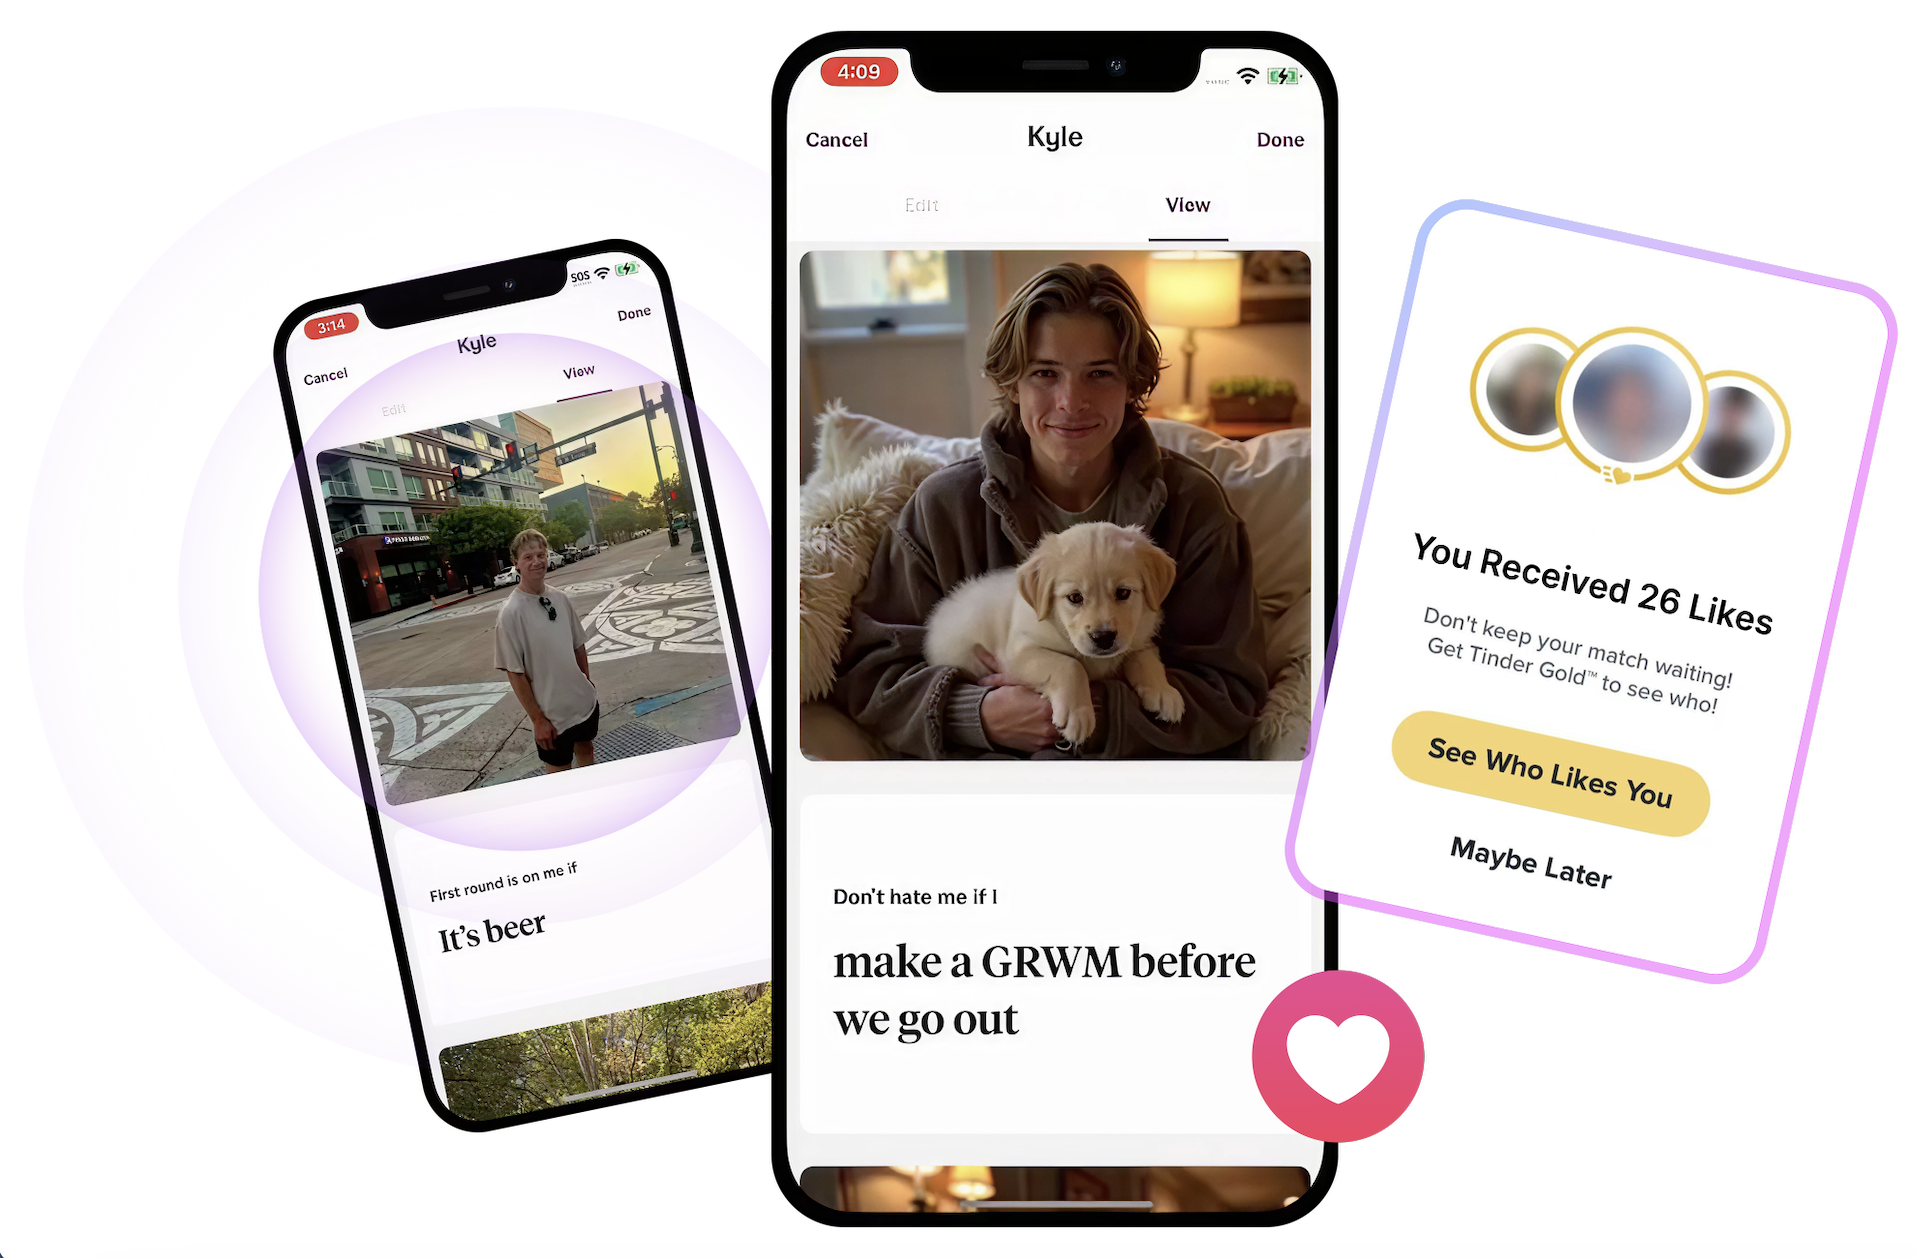 3:14
SOS
Cancel
Kyle
Done
Edit
View
First round is on me if
It's beer
4:09
Cancel
Kyle
Done
Edit
View
Don't hate me if I
make a GRWM before
we go out
You Received 26 Likes
Don't keep your match waiting!
Get Tinder Gold™ to see who!
See Who Likes You
Maybe Later